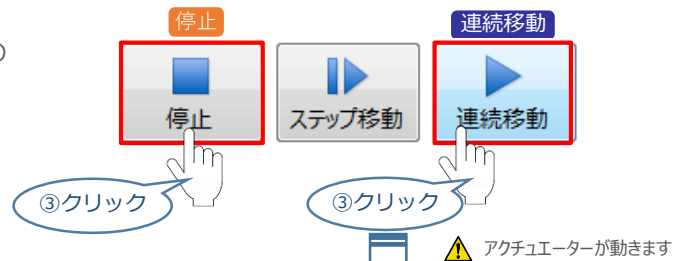 停止
連続移動
の
停止
ステップ移動
連続移動
③クリック
③クリック
アクチュエーターが動きます